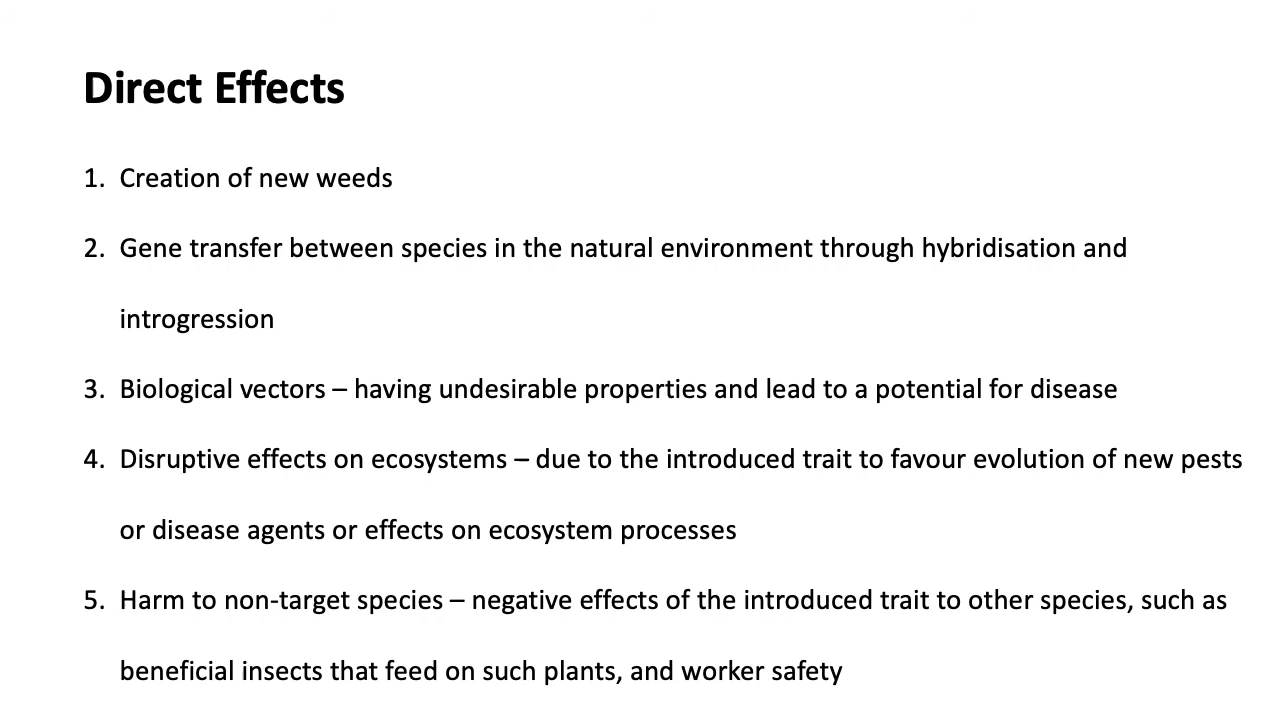 Direct Effects
1. Creation of new weeds
2. Gene transfer between species in the natural environment through hybridisation and
introgression
3. Biological vectors – having undesirable properties and lead to a potential for disease
4. Disruptive effects on ecosystems – due to the introduced trait to favour evolution of new pests
or disease agents or effects on ecosystem processes
5. Harm to non-target species – negative effects of the introduced trait to other species, such as
beneficial insects that feed on such plants, and worker safety